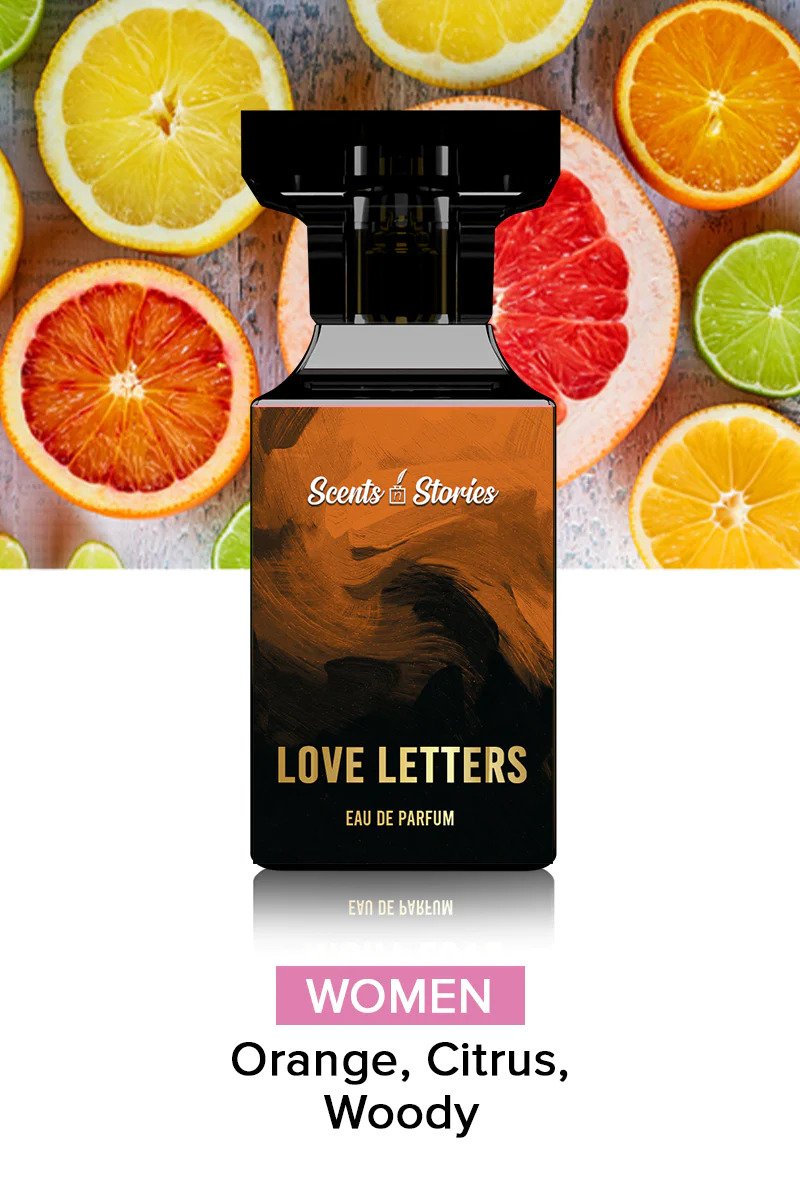 Scents n Stories
LOVE LETTERS
EAU DE PARFUM
EAU DE PARFUM
WOMEN
Orange, Citrus,
Woody